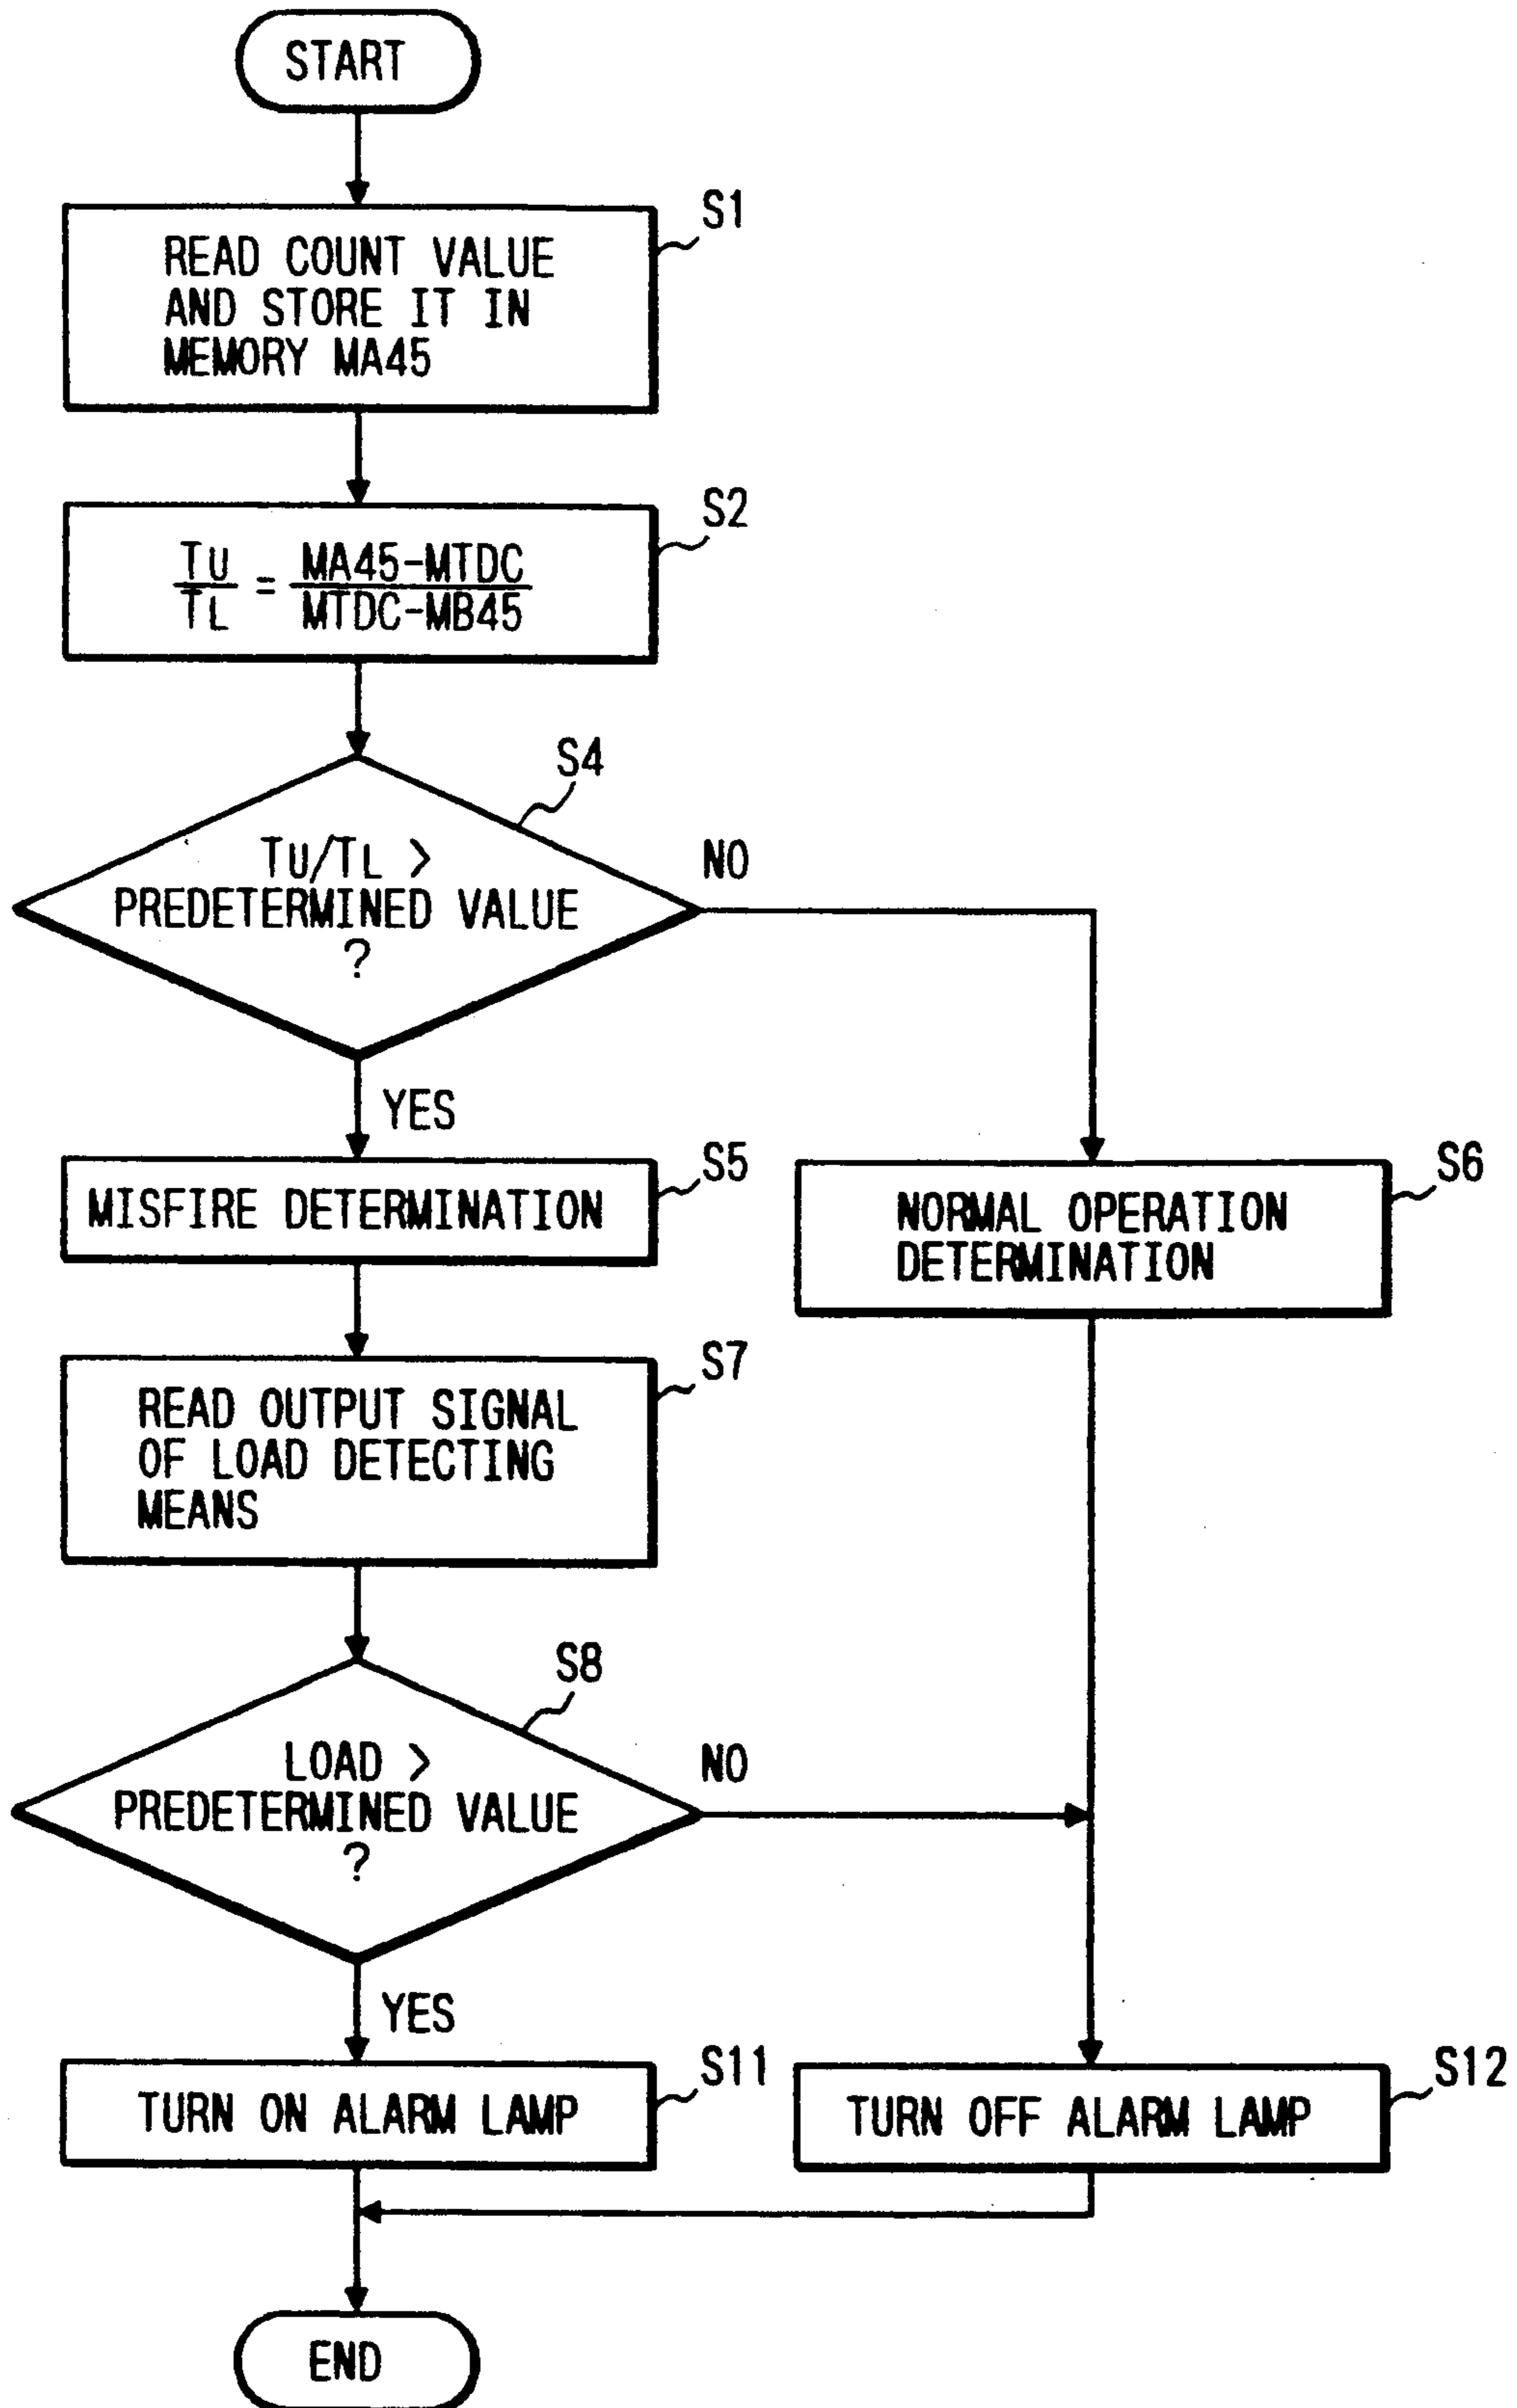 START
S1
READ COUNT VALUE
AND STORE IT IN
MEMORY MA45
S2
TU/TL = MA45-MTDC/MTDC-MB45
S4
TU/TL >
PREDETERMINED VALUE
?
NO
YES
S5
MISFIRE DETERMINATION
S6
NORMAL OPERATION
DETERMINATION
S7
READ OUTPUT SIGNAL
OF LOAD DETECTING
MEANS
S8
LOAD >
PREDETERMINED VALUE
?
NO
YES
S11
TURN ON ALARM LAMP
S12
TURN OFF ALARM LAMP
END